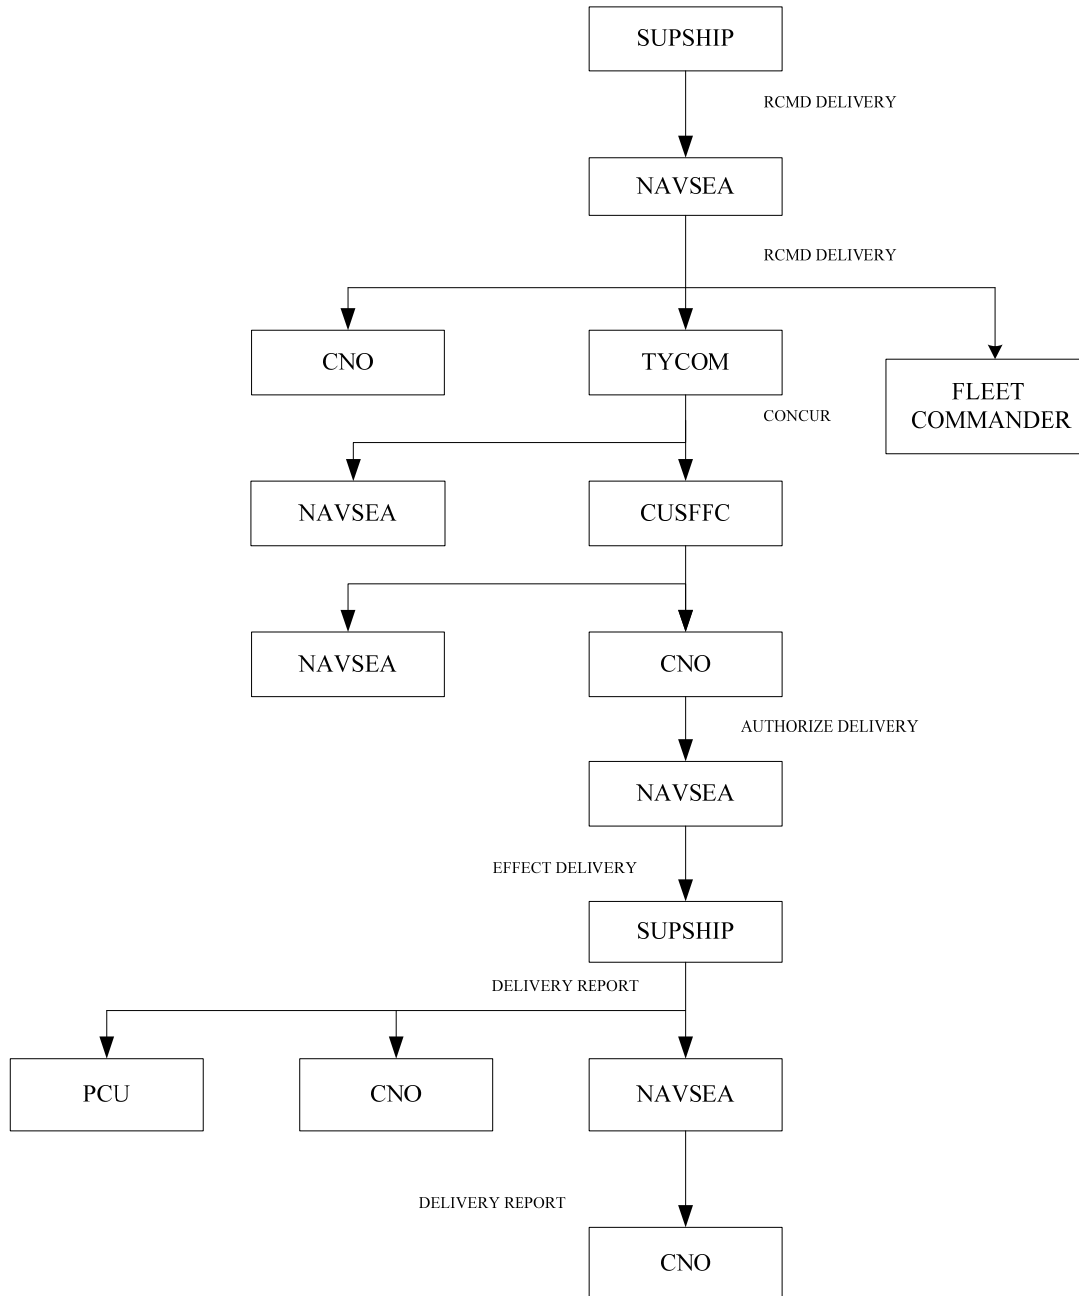 SUPSHIP
RCMD DELIVERY
NAVSEA
RCMD DELIVERY
CNO
TYCOM
FLEET
COMMANDER
CONCUR
NAVSEA
CUSFFC
NAVSEA
CNO
AUTHORIZE DELIVERY
NAVSEA
EFFECT DELIVERY
SUPSHIP
DELIVERY REPORT
PCU
CNO
NAVSEA
DELIVERY REPORT
CNO